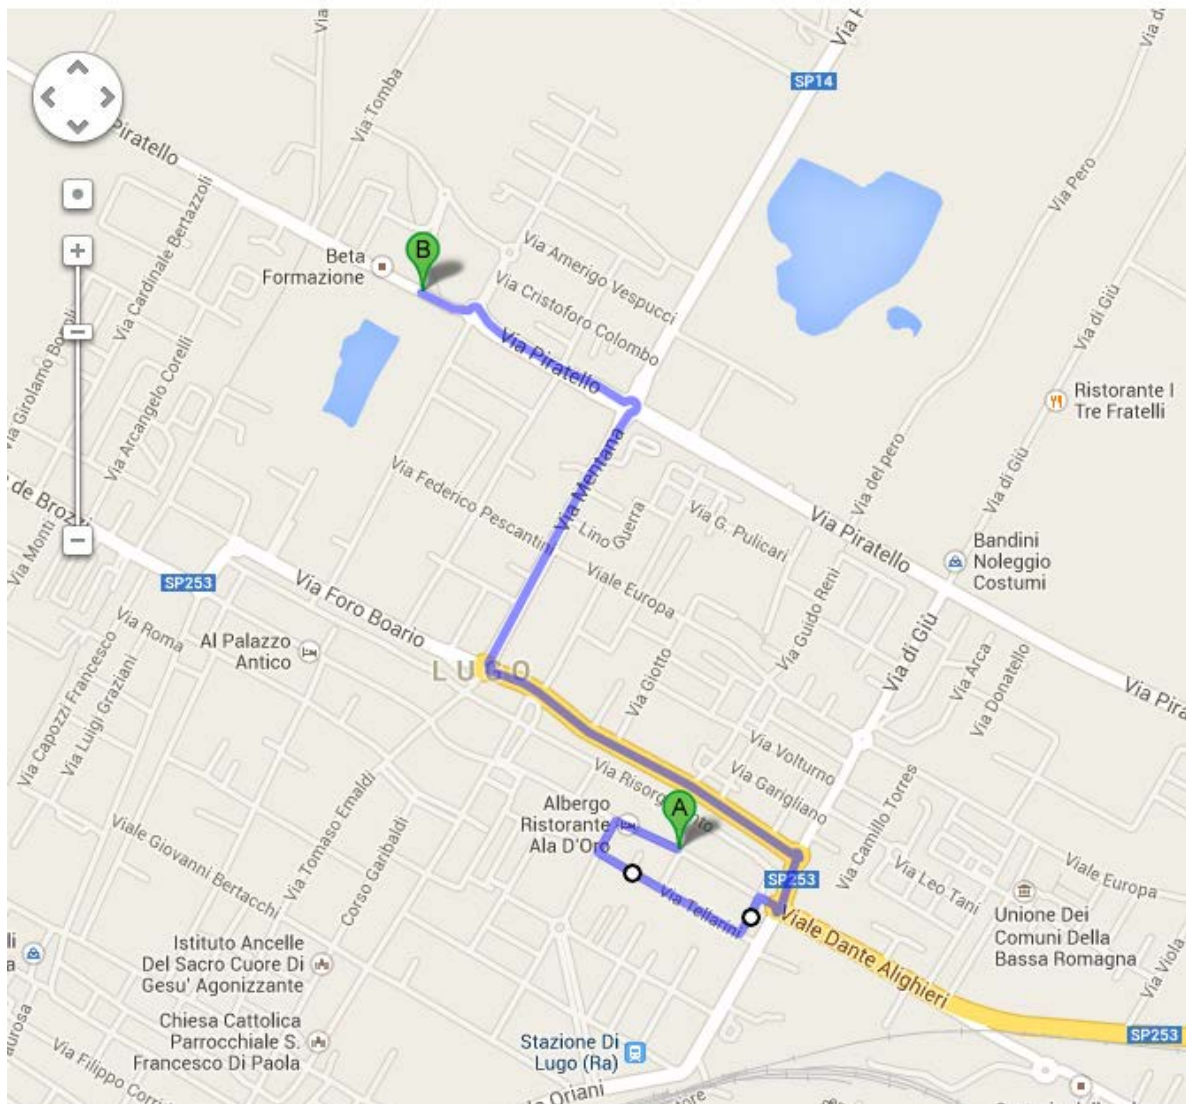 SP14
Via Tomba
Piratello
Via Pero
Via Cardinale Bertazzoli
B
Beta
Formazione
Via Amerigo Vespucci
Via Cristoforo Colombo
Via di Giù
Via Piratello
Via Arcangelo Corelli
Ristorante I
Tre Fratelli
Via Mentana
Via del pero
Via di Giù
Via Federico Pescantini
Lino Guerra
Via G. Pulicari
Via Piratello
Via Monti
Bandini
Noleggio
Costumi
SP253
Via Foro Boario
Viale Europa
Via Guido Reni
Via Roma
Al Palazzo
Antico
LUGO
Via Giotto
Via di Giù
Via Arca
Via Donatello
Via Capozzi Francesco
Via Luigi Graziani
Via Volturno
Via Garigliano
Albergo
Ristorante
Ala D'Oro
A
Via Camillo Torres
Via Tomaso Emaldi
Viale Giovanni Bertacchi
Corso Garibaldi
SP253
Via Leo Tani
Viale Europa
Via Tellarini
Viale Dante Alighieri
Unione Dei
Comuni Della
Bassa Romagna
Via Viola
Istituto Ancelle
Del Sacro Cuore Di
Gesu' Agonizzante
Chiesa Cattolica
Parrocchiale S.
Francesco Di Paola
Stazione Di
Lugo (Ra)
SP253
Oriani